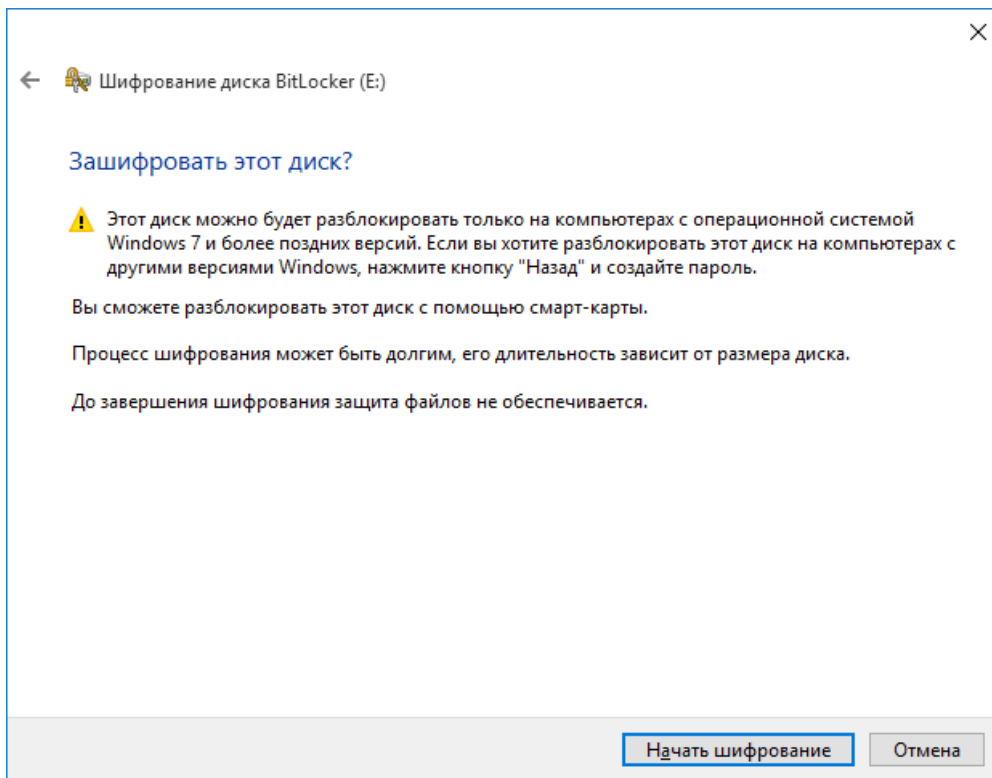 Шифрование диска BitLocker (E:)
Зашифровать этот диск?
Этот диск можно будет разблокировать только на компьютерах с операционной системой
Windows 7 и более поздних версий. Если вы хотите разблокировать этот диск на компьютерах с
другими версиями Windows, нажмите кнопку "Назад" и создайте пароль.
Вы сможете разблокировать этот диск с помощью смарт-карты.
Процесс шифрования может быть долгим, его длительность зависит от размера диска.
До завершения шифрования защита файлов не обеспечивается.
Начать шифрование
Отмена